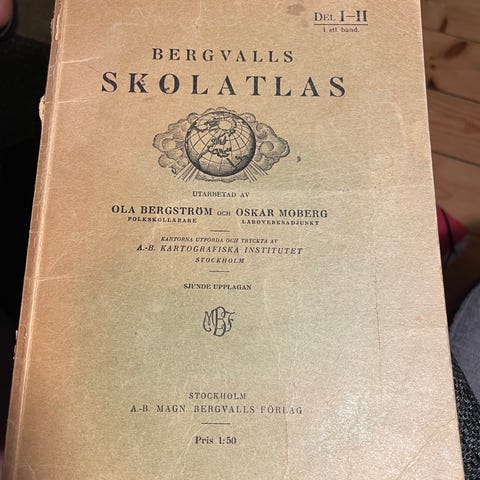 DEL I–II
i ett band.
BERGVALLS
SKOLATLAS
UTARBETAD AV
OLA BERGSTRÖM OCH OSKAR MOBERG
FOLKSKOLLÄRARE LÄROVERKSADJUNKT
KARTORNA UTFÖRDA OCH TRYCKTA AV
A.-B. KARTOGRAFISKA INSTITUTET
STOCKHOLM
SJUNDE UPPLAGAN
MBF
STOCKHOLM
A.-B. MAGN. BERGVALLS FÖRLAG
Pris 1:50